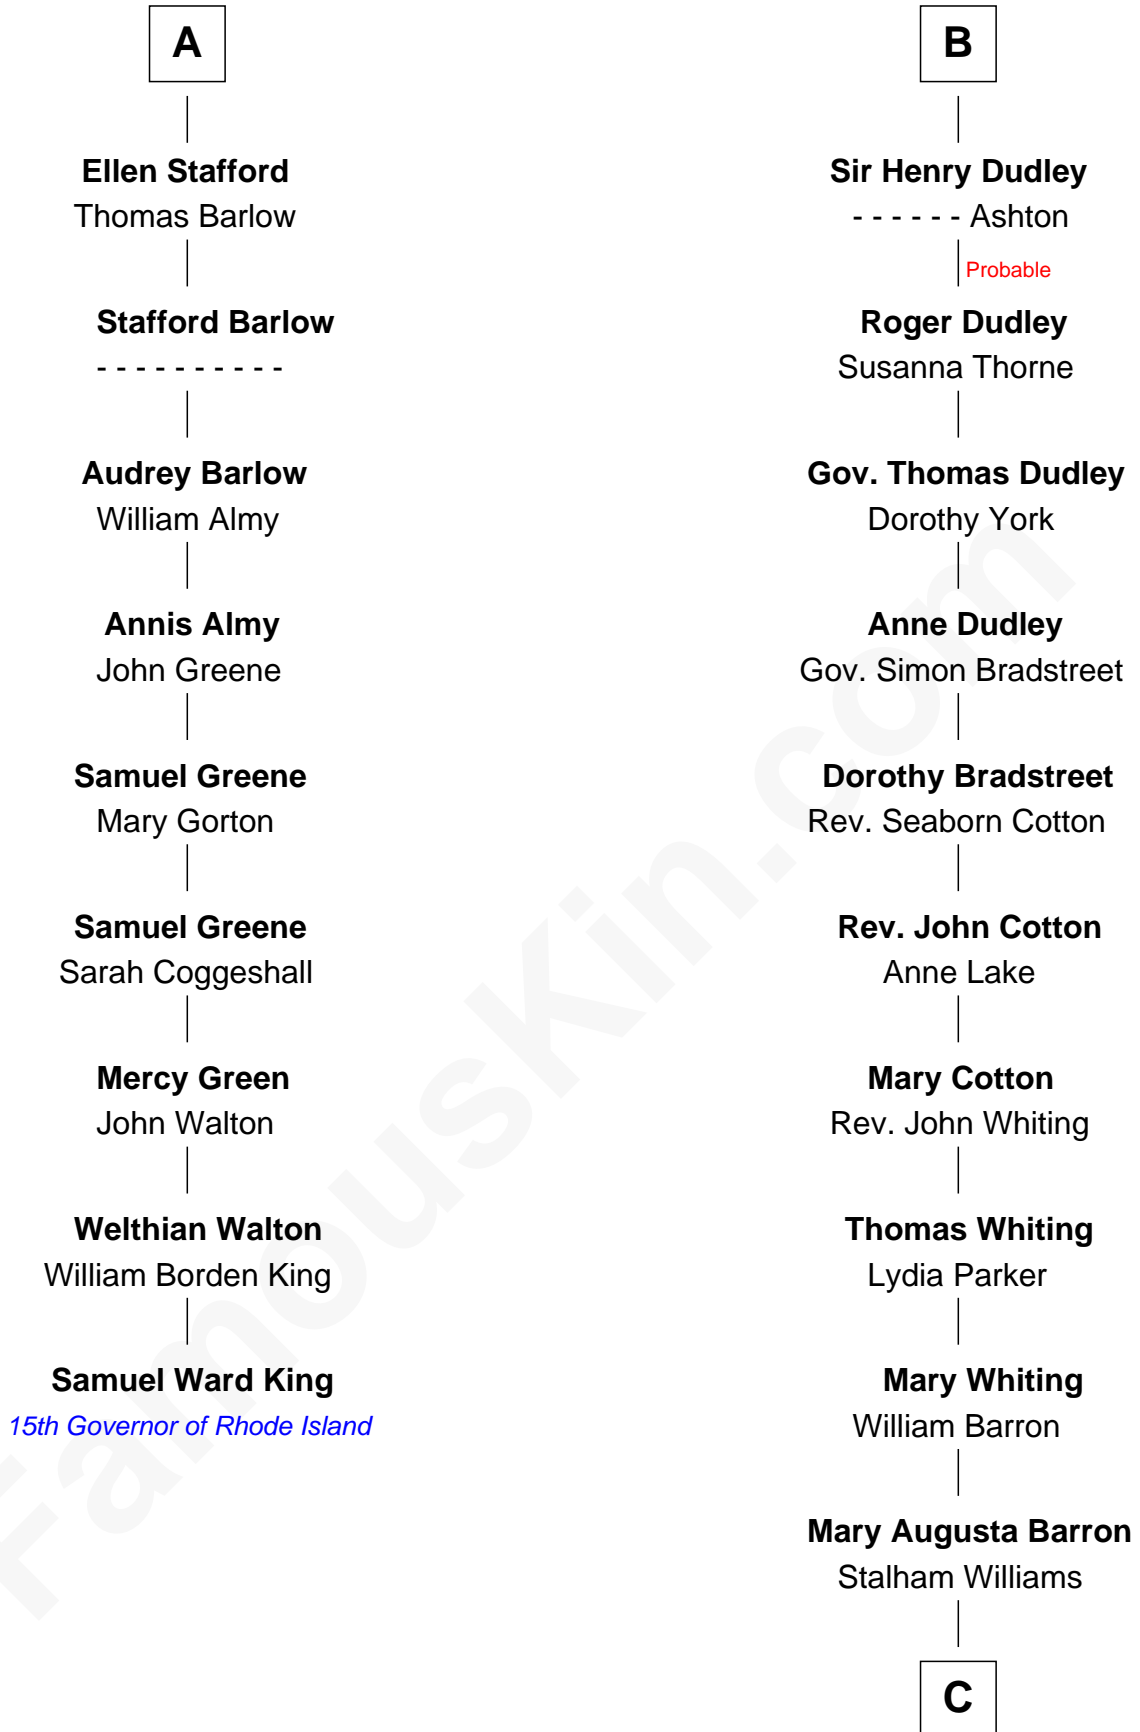 A
Ellen Stafford
Thomas Barlow
Stafford Barlow
- - - - - - - - - -
Audrey Barlow
William Almy
Annis Almy
John Greene
Samuel Greene
Mary Gorton
Samuel Greene
Sarah Coggeshall
Mercy Green
John Walton
Welthian Walton
William Borden King
Samuel Ward King
15th Governor of Rhode Island
B
Sir Henry Dudley
- - - - - - Ashton
Probable
Roger Dudley
Susanna Thorne
Gov. Thomas Dudley
Dorothy York
Anne Dudley
Gov. Simon Bradstreet
Dorothy Bradstreet
Rev. Seaborn Cotton
Rev. John Cotton
Anne Lake
Mary Cotton
Rev. John Whiting
Thomas Whiting
Lydia Parker
Mary Whiting
William Barron
Mary Augusta Barron
Stalham Williams
C
FamousKin.com